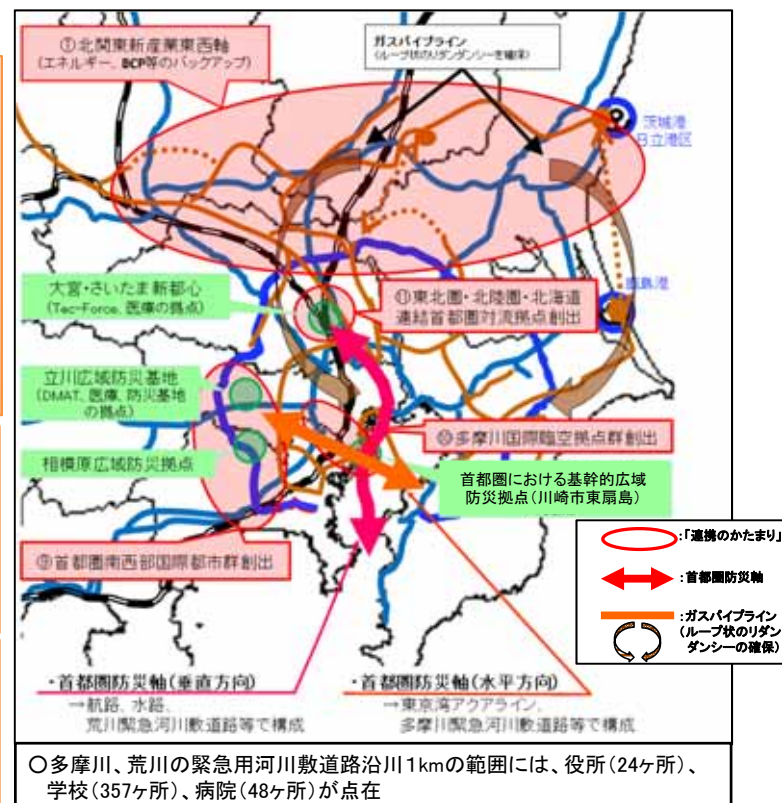 ①北関東新産業東西軸
(エネルギー、BCP等のバックアップ)
ガスパイプライン
(ループ状のリダンダンシーを確保)
茨城港
日立港区
大宮・さいたま新都心
(Tec-Force、医療の拠点)
⑪東北圏・北陸圏・北海道
連結首都圏対流拠点創出
鹿島港
立川広域防災基地
(DMAT、医療、防災基地
の拠点)
⑩多摩川国際臨空拠点群創出
相模原広域防災拠点
首都圏における基幹的広域
防災拠点(川崎市東扇島)
⑨首都圏南西部国際都市群創出
:「連携のかたまり」
:首都圏防災軸
:ガスパイプライン
(ループ状のリダン
ダンシーの確保)
・首都圏防災軸(垂直方向)
→航路、水路、
荒川緊急河川敷道路等で構成
・首都圏防災軸(水平方向)
→東京湾アクアライン、
多摩川緊急河川敷道路等で構成
○多摩川、荒川の緊急用河川敷道路沿川1kmの範囲には、役所(24ヶ所)、
学校(357ヶ所)、病院(48ヶ所)が点在